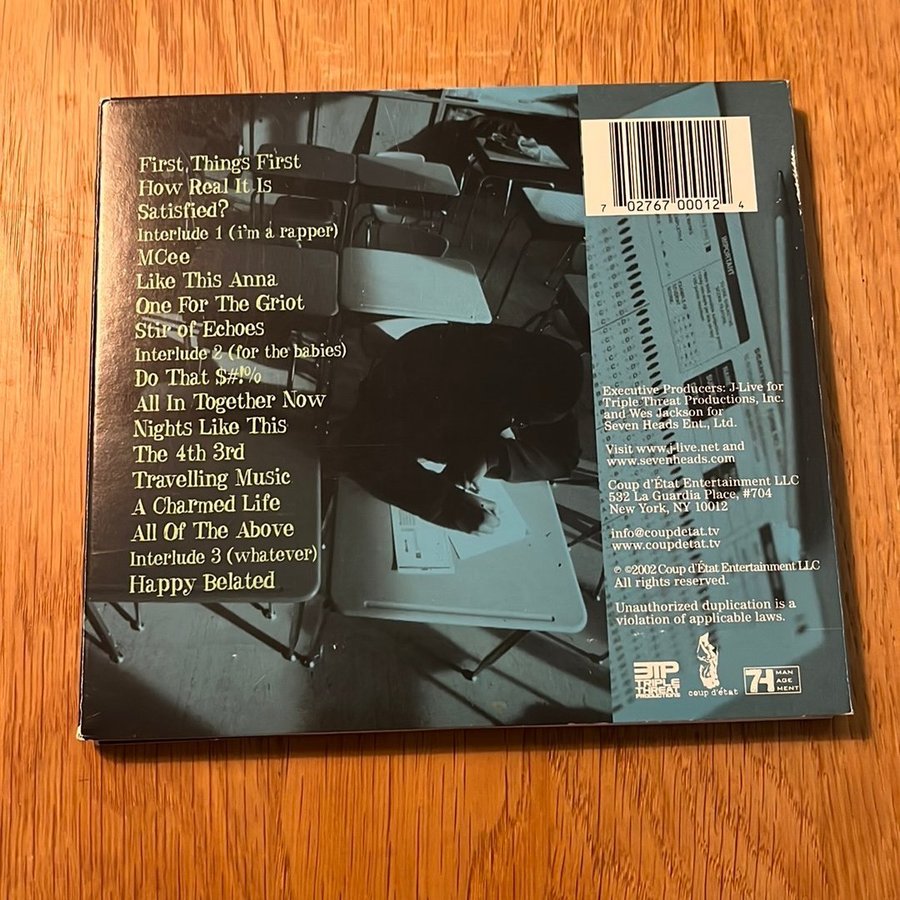 First Things First
How Real It Is
Satisfied?
Interlude 1 (i'm a rapper)
MCee
Like This Anna
One For The Griot
Stir of Echoes
Interlude 2 (for the babies)
Do That $#!%
All In Together Now
Nights Like This
The 4th 3rd
Travelling Music
A Charmed Life
All Of The Above
Interlude 3 (whatever)
Happy Belated
7 02767 00012 4
IMPORTANT
Executive Producers: J-Live for
Triple Threat Productions, Inc.
and Wes Jackson for
Seven Heads Ent., Ltd.
Visit www.j-live.net and
www.sevenheads.com
Coup d'État Entertainment LLC
532 La Guardia Place, #704
New York, NY 10012
info@coupdetat.tv
www.coupdetat.tv
℗ ©2002 Coup d'État Entertainment LLC
All rights reserved.
Unauthorized duplication is a
violation of applicable laws.
3TP
TRIPLE
THREAT
PRODUCTIONS
coup d'état
7H
MAN
AGE
MENT